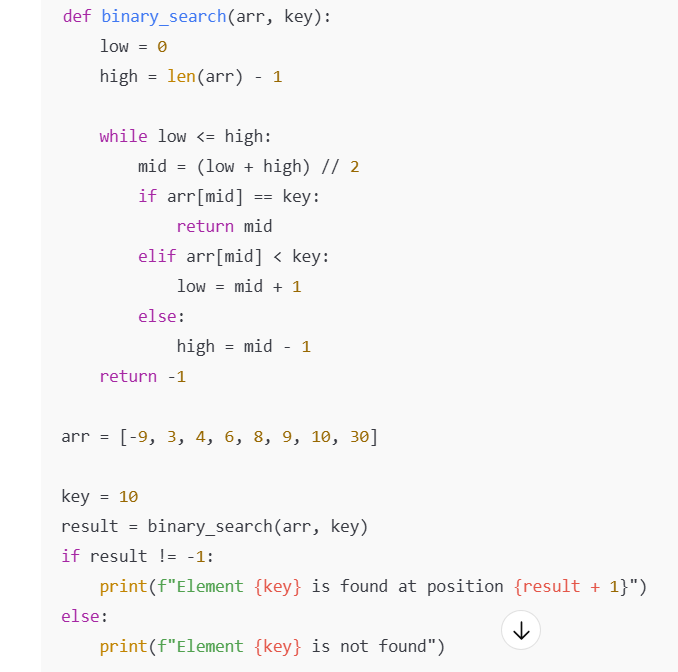 def binary_search(arr, key):
    low = 0
    high = len(arr) - 1

    while low <= high:
        mid = (low + high) // 2
        if arr[mid] == key:
            return mid
        elif arr[mid] < key:
            low = mid + 1
        else:
            high = mid - 1
    return -1

arr = [-9, 3, 4, 6, 8, 9, 10, 30]

key = 10
result = binary_search(arr, key)
if result != -1:
    print(f"Element {key} is found at position {result + 1}")
else:
    print(f"Element {key} is not found")